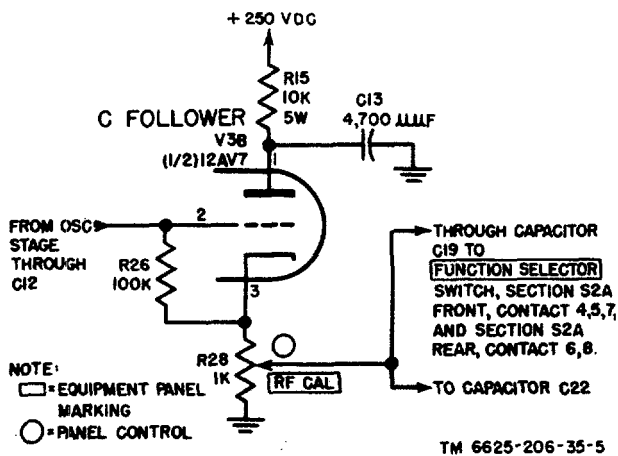 + 250 VDC
R15
10K
5W
C13
4,700 µµF
C FOLLOWER
V3B
(1/2)12AV7
1
2
3
FROM OSC
STAGE
THROUGH
C12
R26
100K
R28
1K
RF CAL
THROUGH CAPACITOR
C19 TO
FUNCTION SELECTOR
SWITCH, SECTION S2A
FRONT, CONTACT 4,5,7,
AND SECTION S2A
REAR, CONTACT 6,8.
TO CAPACITOR C22
NOTE:
=EQUIPMENT PANEL
MARKING
=PANEL CONTROL
TM 6625-206-35-5